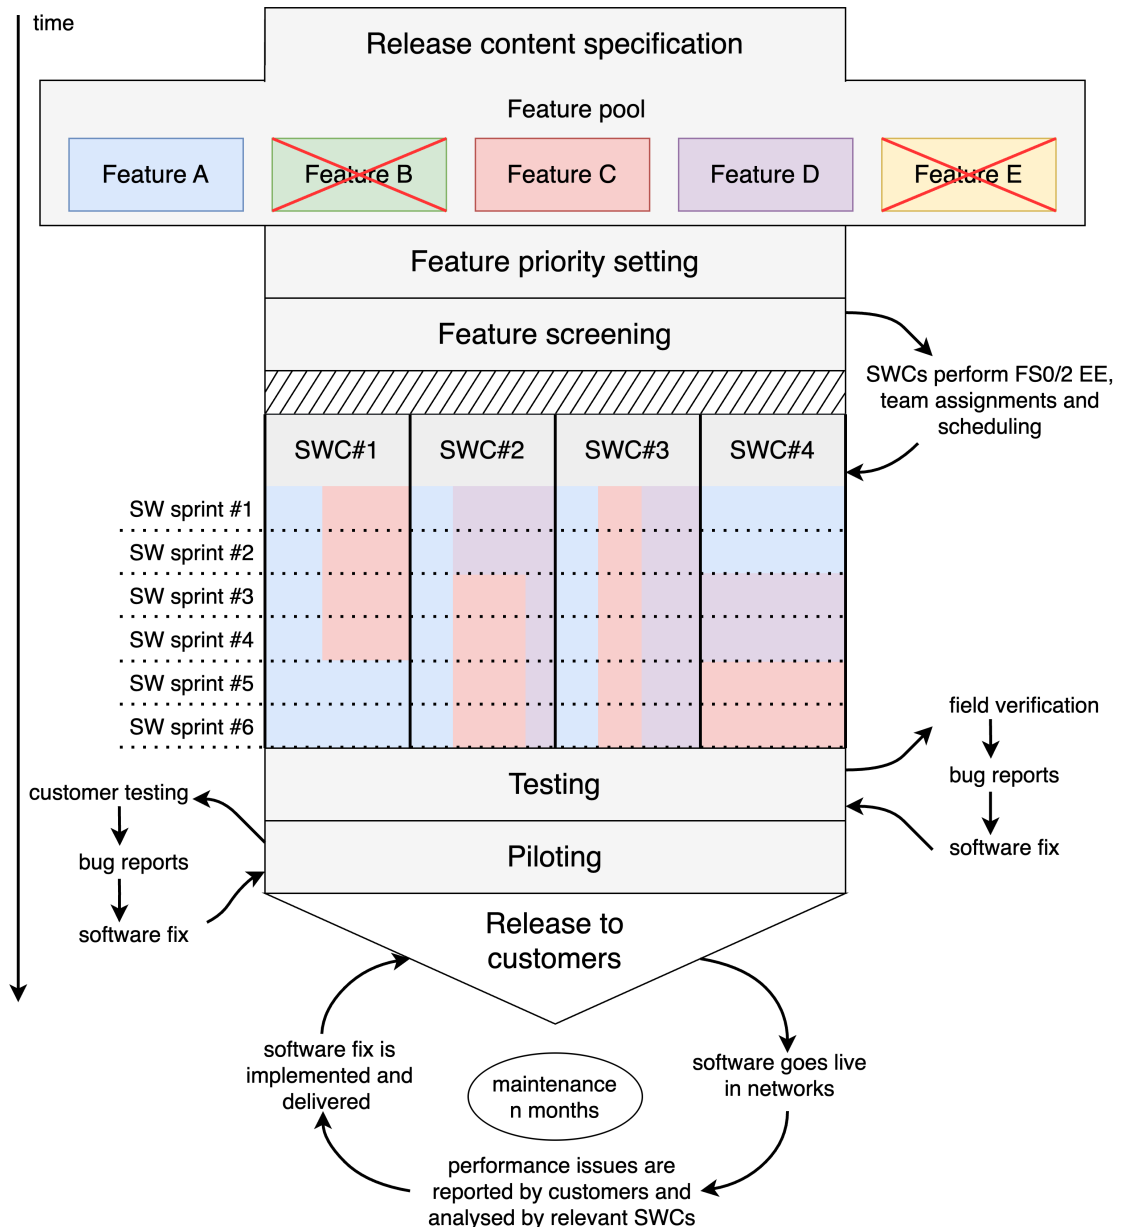 time
Release content specification
Feature pool
Feature A
Feature B
Feature C
Feature D
Feature E
Feature priority setting
Feature screening
SWCs perform FS0/2 EE,
team assignments and
scheduling
SWC#1
SWC#2
SWC#3
SWC#4
SW sprint #1
SW sprint #2
SW sprint #3
SW sprint #4
SW sprint #5
SW sprint #6
field verification
bug reports
software fix
Testing
customer testing
bug reports
software fix
Piloting
Release to
customers
software goes live
in networks
performance issues are
reported by customers and
analysed by relevant SWCs
software fix is
implemented and
delivered
maintenance
n months